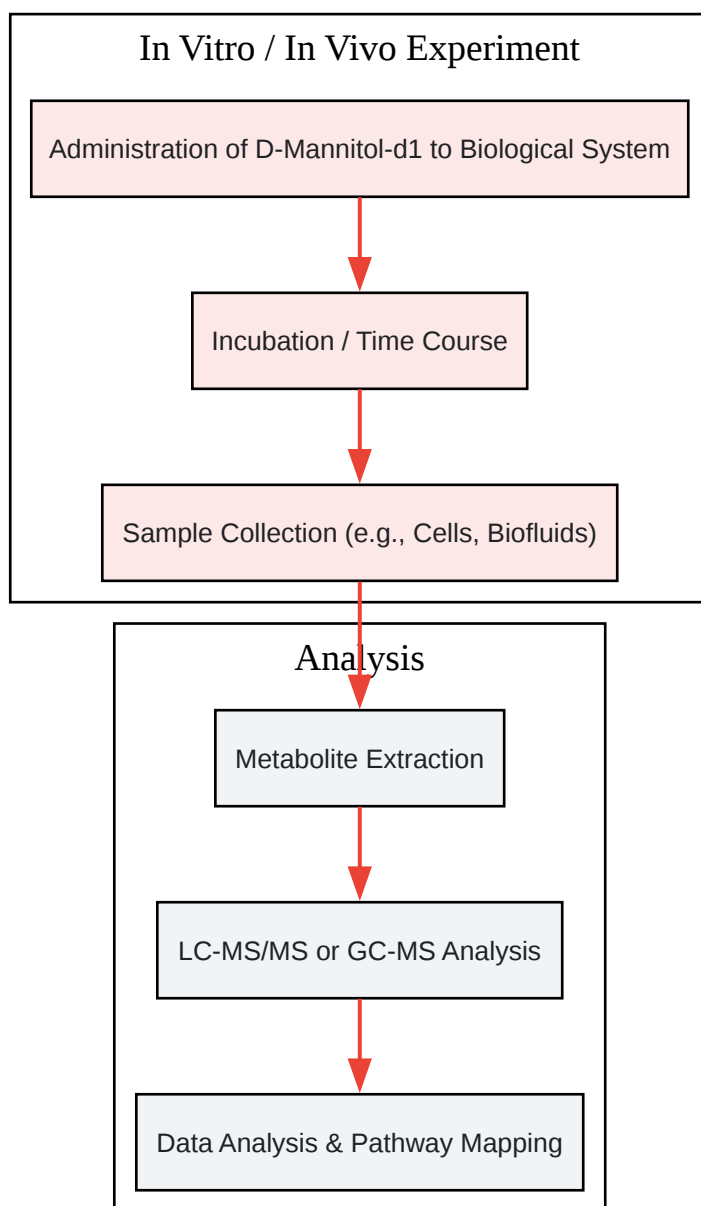 In Vitro / In Vivo Experiment
Administration of D-Mannitol-d1 to Biological System
Incubation / Time Course
Sample Collection (e.g., Cells, Biofluids)
Analysis
Metabolite Extraction
LC-MS/MS or GC-MS Analysis
Data Analysis & Pathway Mapping